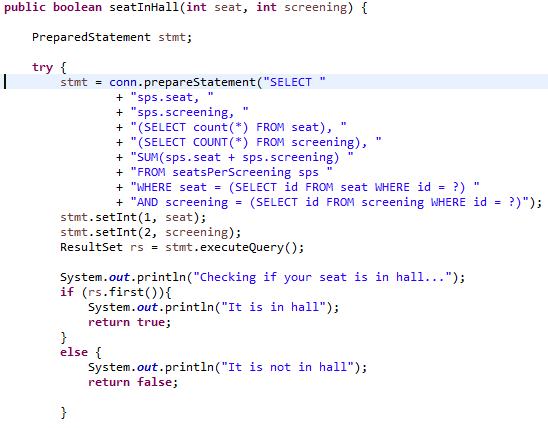 public boolean seatInHall(int seat, int screening) {
PreparedStatement stmt;
try {
stmt = conn.prepareStatement("SELECT "
+ "sps.seat, "
+ "sps.screening, "
+ "(SELECT count(*) FROM seat), "
+ "(SELECT COUNT(*) FROM screening), "
+ "SUM(sps.seat + sps.screening) "
+ "FROM seatsPerScreening sps "
+ "WHERE seat = (SELECT id FROM seat WHERE id = ?) "
+ "AND screening = (SELECT id FROM screening WHERE id = ?)");
stmt.setInt(1, seat);
stmt.setInt(2, screening);
ResultSet rs = stmt.executeQuery();
System.out.println("Checking if your seat is in hall...");
if (rs.first()){
System.out.println("It is in hall");
return true;
}
else {
System.out.println("It is not in hall");
return false;
}